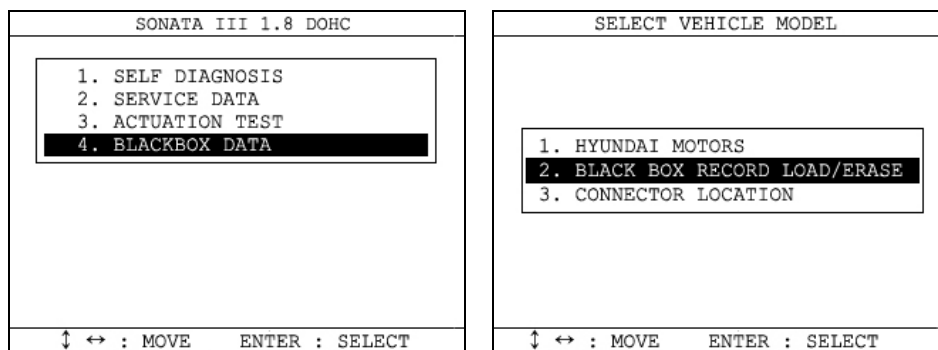 SONATA III 1.8 DOHC
1. SELF DIAGNOSIS
2. SERVICE DATA
3. ACTUATION TEST
4. BLACKBOX DATA
↕ ↔ : MOVE ENTER : SELECT
SELECT VEHICLE MODEL
1. HYUNDAI MOTORS
2. BLACK BOX RECORD LOAD/ERASE
3. CONNECTOR LOCATION
↕ ↔ : MOVE ENTER : SELECT